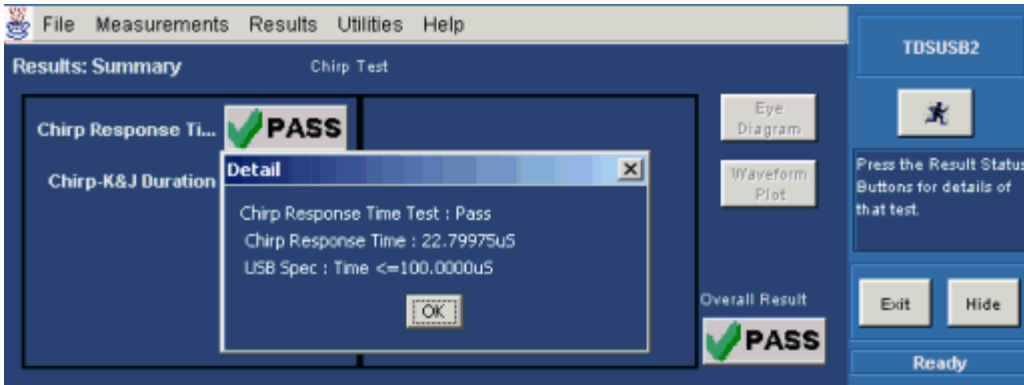 File Measurements Results Utilities Help
TDSUSB2
Results: Summary Chirp Test
Chirp Response Ti... PASS
Eye Diagram
Chirp-K&J Duration
Detail
Waveform Plot
Press the Result Status
Buttons for details of
that test.
Chirp Response Time Test : Pass
Chirp Response Time : 22.79975uS
USB Spec : Time <=100.0000uS
OK
Overall Result
PASS
Exit Hide
Ready